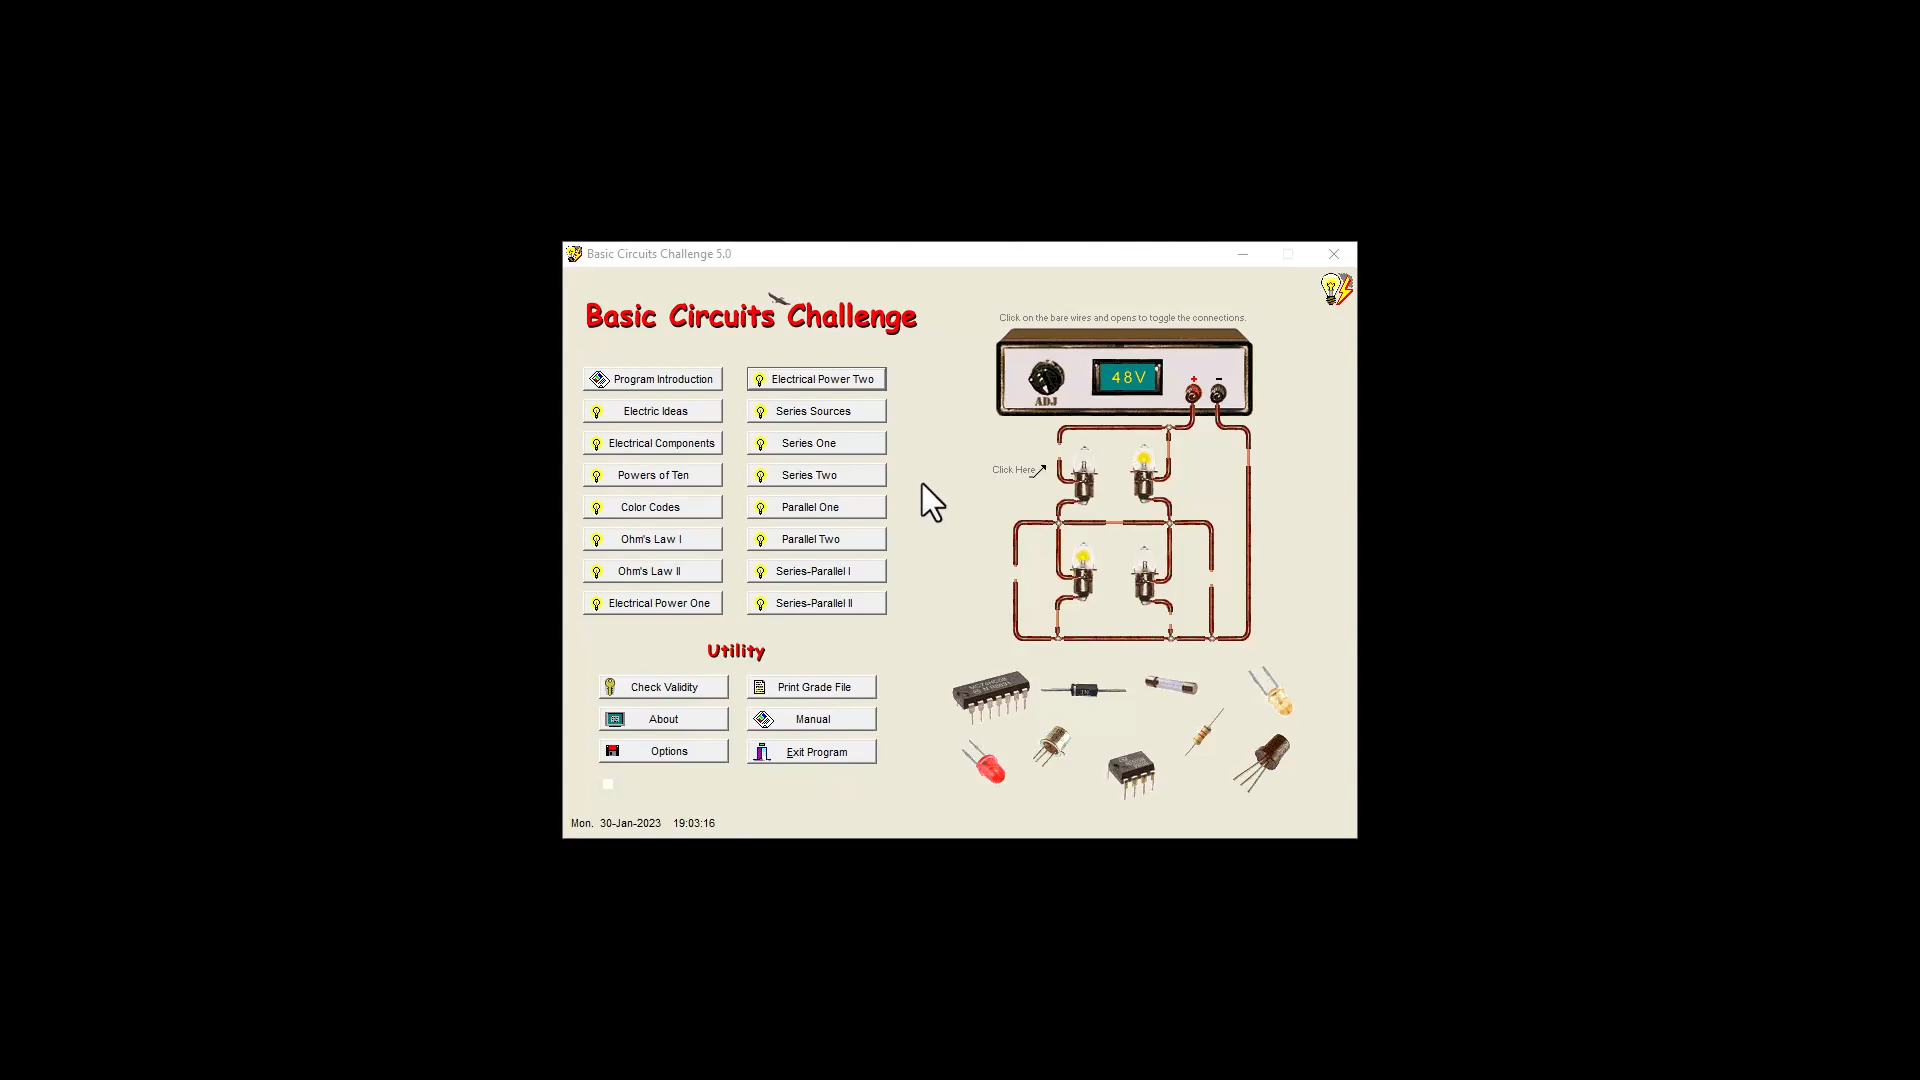 Basic Circuits Challenge 5.0
Basic Circuits Challenge
Click on the bare wires and opens to toggle the connections.
48V
+ -
ADJ
Click Here
Program Introduction
Electrical Power Two
Electric Ideas
Series Sources
Electrical Components
Series One
Powers of Ten
Series Two
Color Codes
Parallel One
Ohm's Law I
Parallel Two
Ohm's Law II
Series-Parallel I
Electrical Power One
Series-Parallel II
Utility
Check Validity
Print Grade File
About
Manual
Options
Exit Program
Mon. 30-Jan-2023 19:03:16